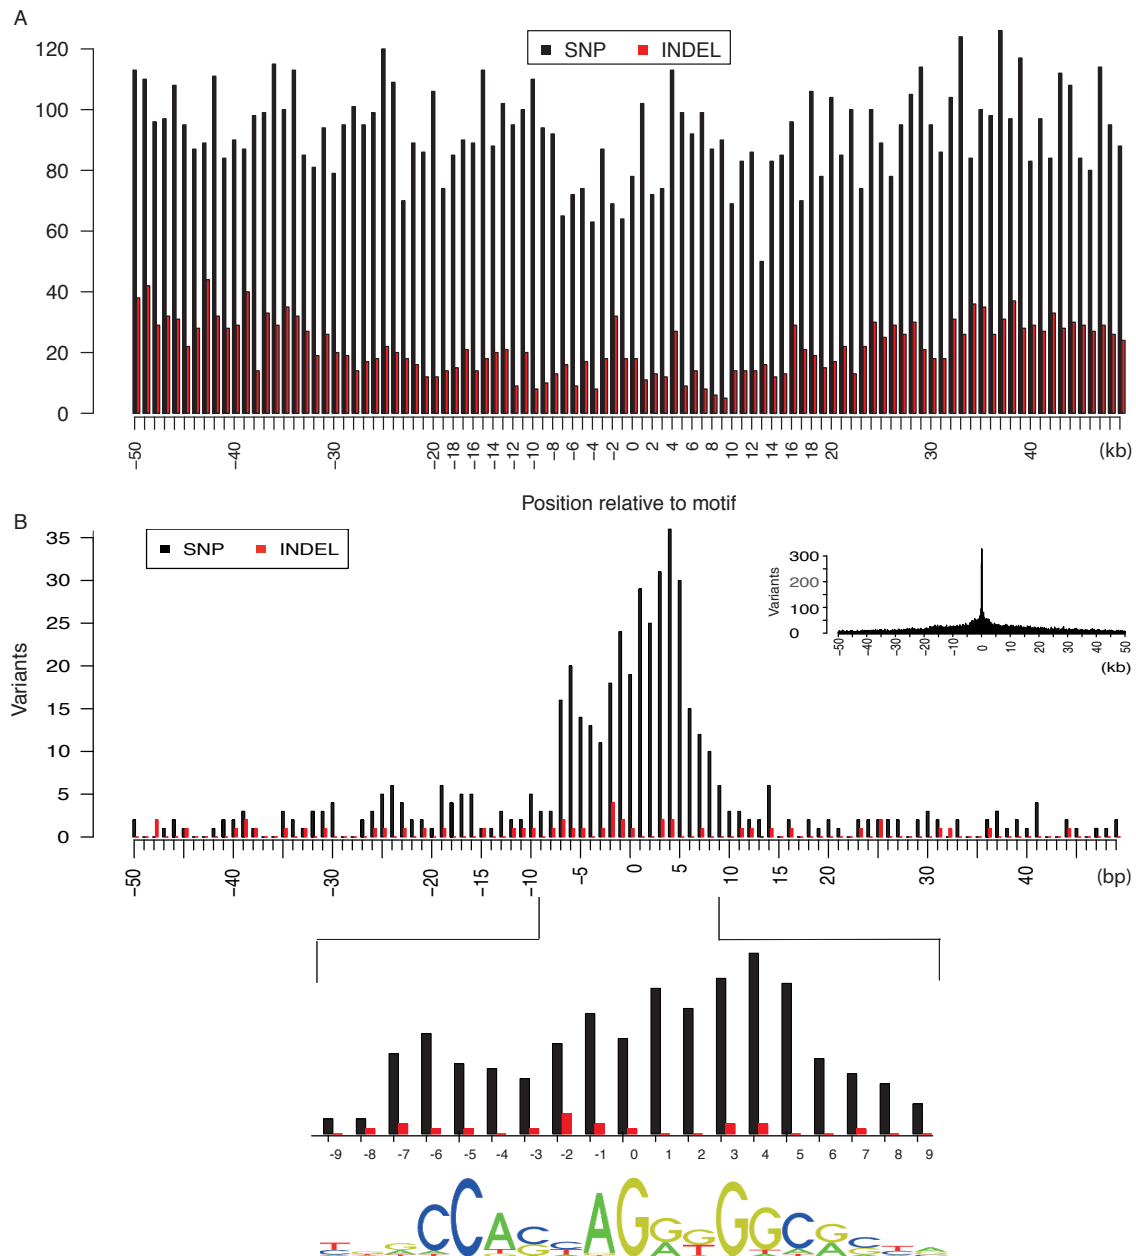 A
SNP INDEL
120
100
80
60
40
20
0
−50 −40 −30 −20 −18 −16 −14 −12 −10 −8 −6 −4 −2 0 2 4 6 8 10 12 14 16 18 20 30 40 (kb)
Position relative to motif
B
SNP INDEL
Variants
35
30
25
20
15
10
5
0
−50 −40 −30 −20 −15 −10 −5 0 5 10 20 30 40 (bp)
Variants
300
200
100
0
−50 −40 −30 −20 −10 0 10 20 30 40 50
(kb)
-9 -8 -7 -6 -5 -4 -3 -2 -1 0 1 2 3 4 5 6 7 8 9
CCA AG GGCG